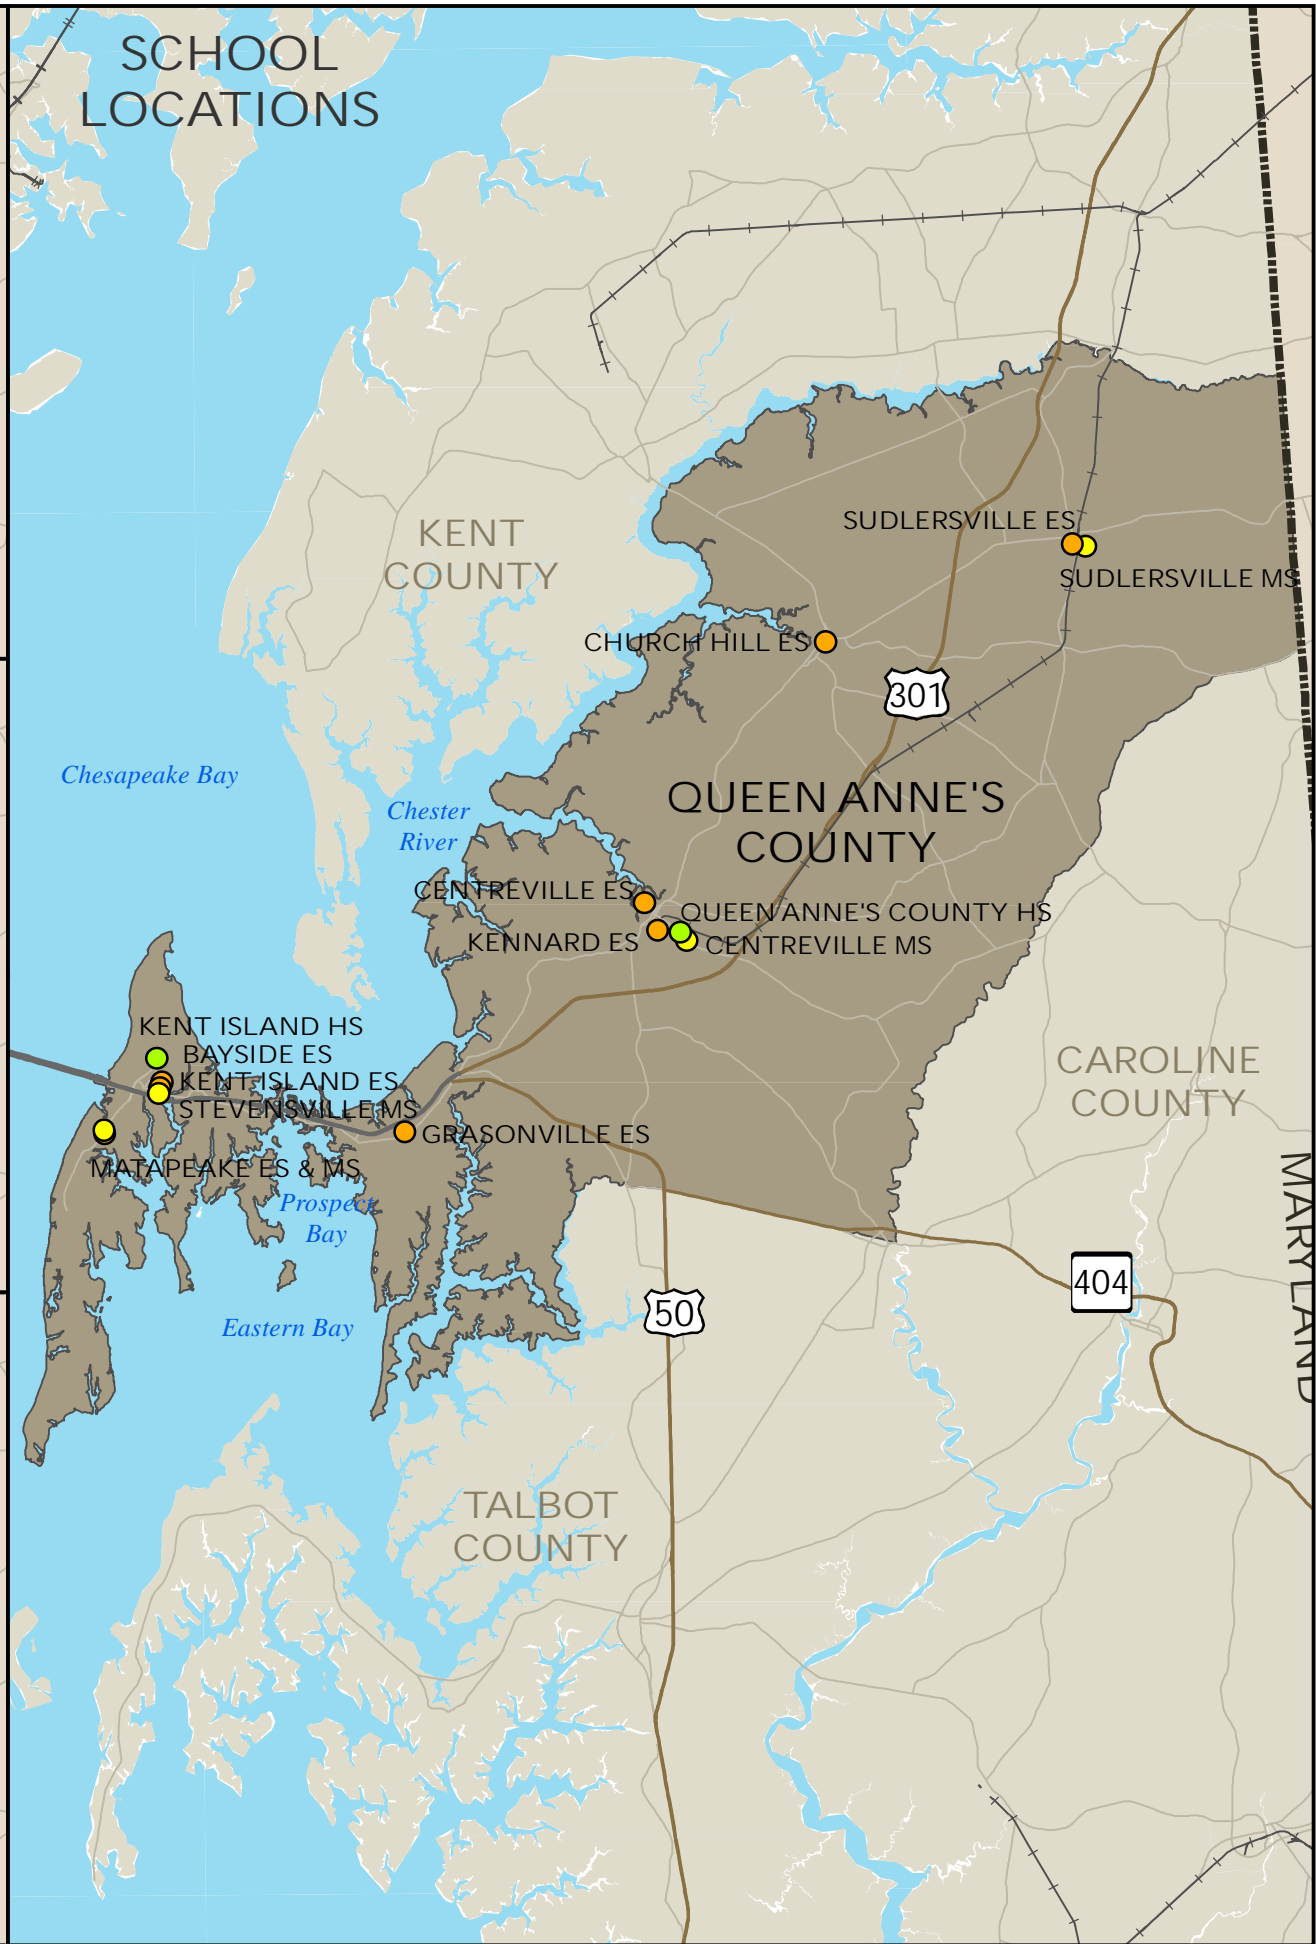 SCHOOL
LOCATIONS
KENT
COUNTY
SUDLERSVILLE ES
SUDLERSVILLE MS
CHURCH HILL ES
301
Chesapeake Bay
Chester
River
QUEEN ANNE'S
COUNTY
CENTREVILLE ES
QUEEN ANNE'S COUNTY HS
KENNARD ES
CENTREVILLE MS
KENT ISLAND HS
BAYSIDE ES
KENT ISLAND ES
STEVENSVILLE MS
GRASONVILLE ES
MATAPEAKE ES & MS
Prospect
Bay
CAROLINE
COUNTY
MARYLAND
404
50
Eastern Bay
TALBOT
COUNTY